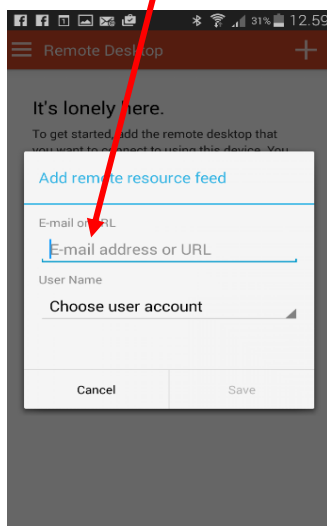 31% 12.59
Remote Desktop
It's lonely here.
To get started, add the remote desktop that
you want to connect to using this device. You
Add remote resource feed
E-mail or URL
E-mail address or URL
User Name
Choose user account
Cancel
Save